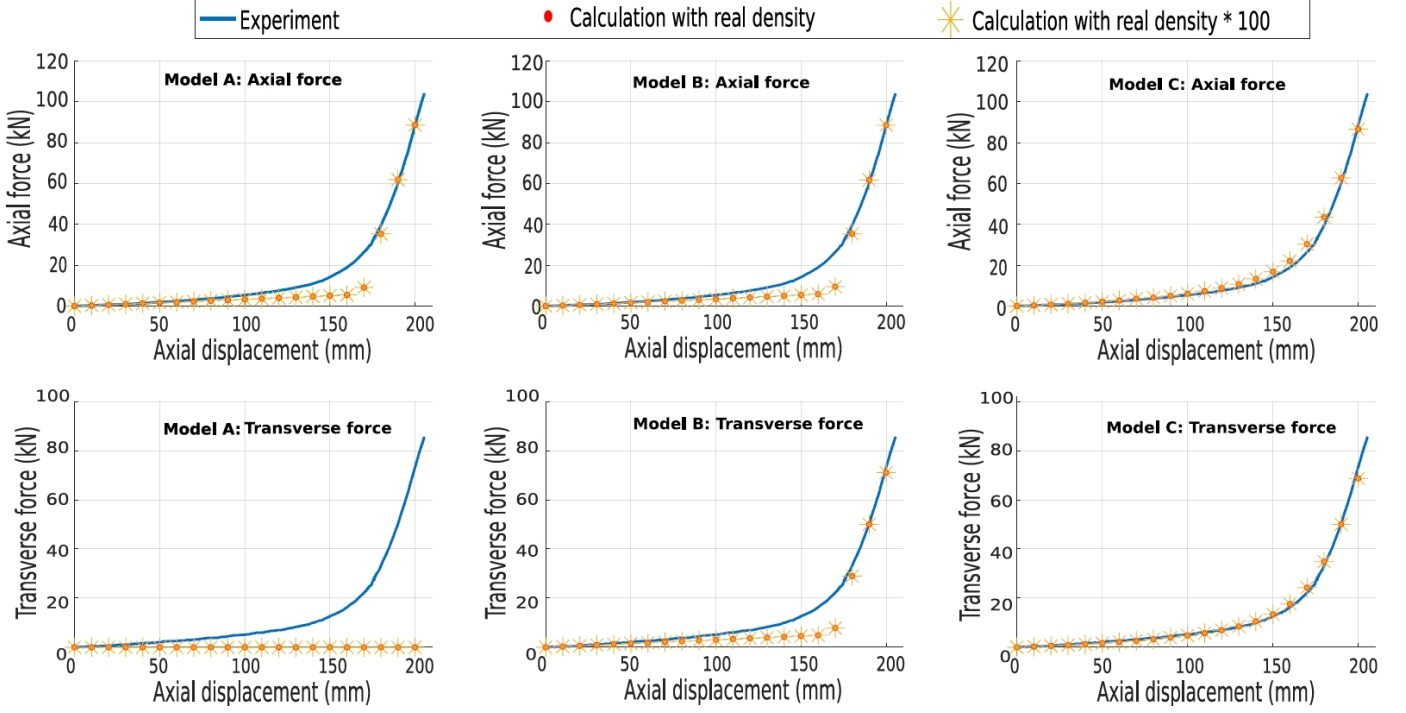 Experiment Calculation with real density Calculation with real density * 100
Model A: Axial force
Axial force (kN)
120
100
80
60
40
20
0
0 50 100 150 200
Axial displacement (mm)
Model B: Axial force
Axial force (kN)
120
100
80
60
40
20
0
0 50 100 150 200
Axial displacement (mm)
Model C: Axial force
Axial force (kN)
120
100
80
60
40
20
0
0 50 100 150 200
Axial displacement (mm)
Model A: Transverse force
Transverse force (kN)
100
80
60
40
20
0
0 50 100 150 200
Axial displacement (mm)
Model B: Transverse force
Transverse force (kN)
100
80
60
40
20
0
0 50 100 150 200
Axial displacement (mm)
Model C: Transverse force
Transverse force (kN)
100
80
60
40
20
0
0 50 100 150 200
Axial displacement (mm)